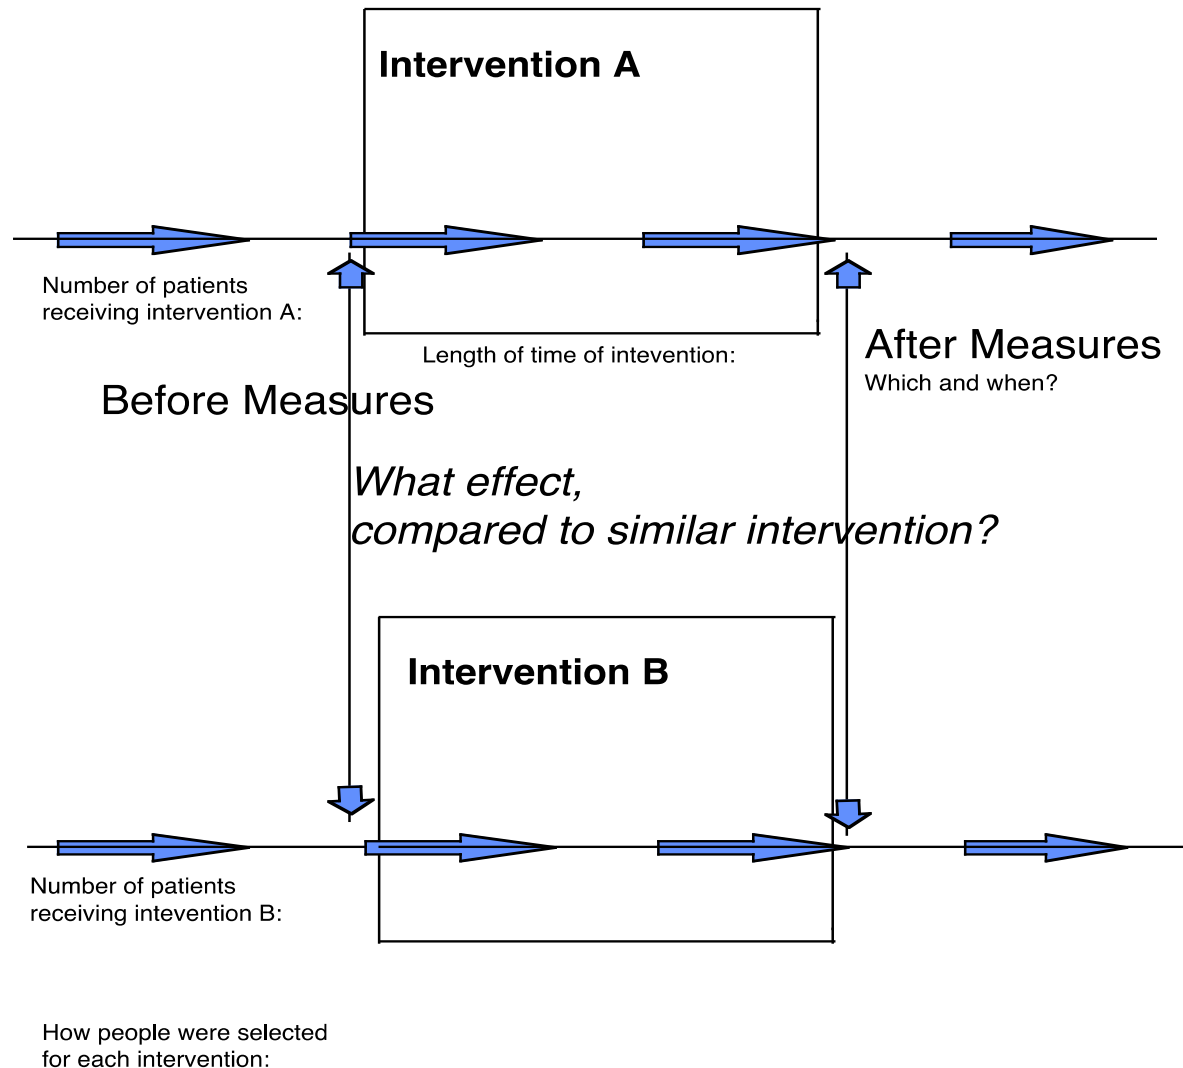 Intervention A
Number of patients
receiving intervention A:
Length of time of intevention:
After Measures
Which and when?
Before Measures
What effect,
compared to similar intervention?
Intervention B
Number of patients
receiving intevention B:
How people were selected
for each intervention: